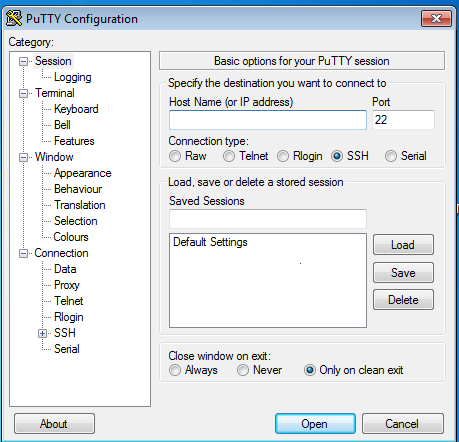 PuTTY Configuration
Category:
Session
Logging
Terminal
Keyboard
Bell
Features
Window
Appearance
Behaviour
Translation
Selection
Colours
Connection
Data
Proxy
Telnet
Rlogin
SSH
Serial
Basic options for your PuTTY session
Specify the destination you want to connect to
Host Name (or IP address) Port
22
Connection type:
Raw Telnet Rlogin SSH Serial
Load, save or delete a stored session
Saved Sessions
Default Settings
Load
Save
Delete
Close window on exit:
Always Never Only on clean exit
About Open Cancel